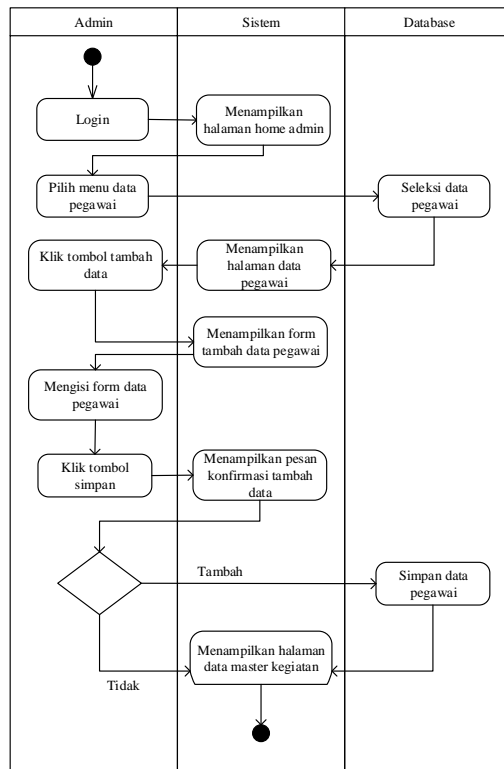 Admin
Sistem
Database
Login
Menampilkan
halaman home admin
Pilih menu data
pegawai
Seleksi data
pegawai
Klik tombol tambah
data
Menampilkan
halaman data
pegawai
Menampilkan form
tambah data pegawai
Mengisi form data
pegawai
Klik tombol
simpan
Menampilkan pesan
konfirmasi tambah
data
Tambah
Simpan data
pegawai
Menampilkan halaman
data master kegiatan
Tidak